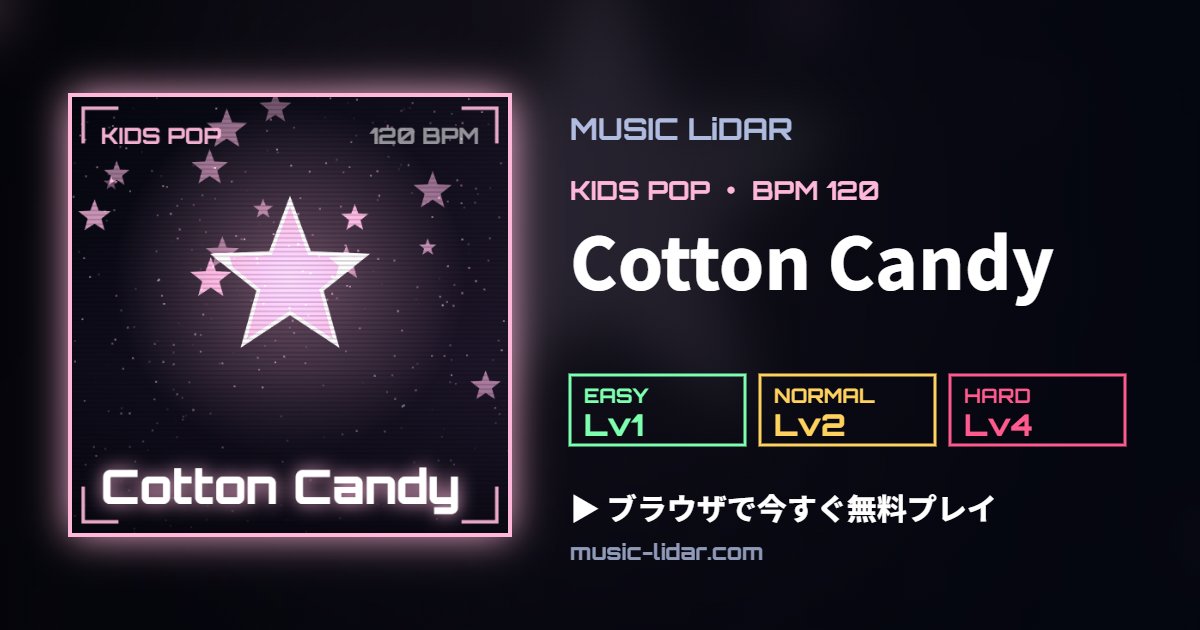 KIDS POP
120 BPM
Cotton Candy
MUSIC LiDAR
KIDS POP • BPM 120
Cotton Candy
EASY
Lv1
NORMAL
Lv2
HARD
Lv4
▶ ブラウザで今すぐ無料プレイ
music-lidar.com